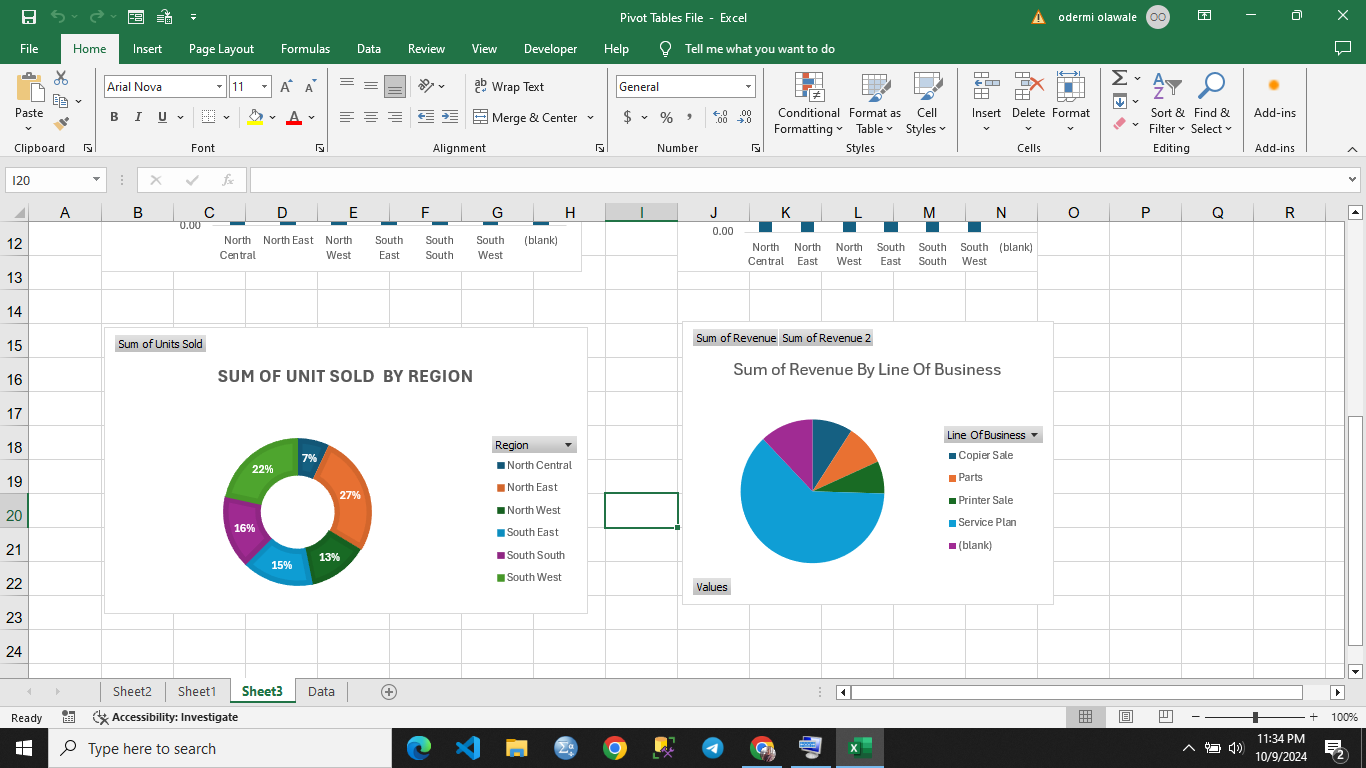 Pivot Tables File - Excel
odermi olawale
OO
File Home Insert Page Layout Formulas Data Review View Developer Help Tell me what you want to do
Paste
Clipboard
Arial Nova 11
B I U
A A
A
Font
ab
Wrap Text
Merge & Center
Alignment
General
$ % ,
Number
Conditional Formatting
Format as Table
Cell Styles
Styles
Insert
Delete
Format
Cells
Sort & Filter
Find & Select
Editing
Add-ins
Add-ins
I20
fx
A B C D E F G H I J K L M N O P Q R
12
13
14
15
16
17
18
19
20
21
22
23
24
0.00
North Central
North East
North West
South East
South South
South West
(blank)
0.00
North Central
North East
North West
South East
South South
South West
(blank)
Sum of Units Sold
SUM OF UNIT SOLD BY REGION
7%
27%
13%
15%
16%
22%
Region
North Central
North East
North West
South East
South South
South West
Sum of Revenue
Sum of Revenue 2
Sum of Revenue By Line Of Business
Line Of Business
Copier Sale
Parts
Printer Sale
Service Plan
(blank)
Values
Sheet2 Sheet1 Sheet3 Data
Ready
Accessibility: Investigate
100%
Type here to search
11:34 PM
10/9/2024
2